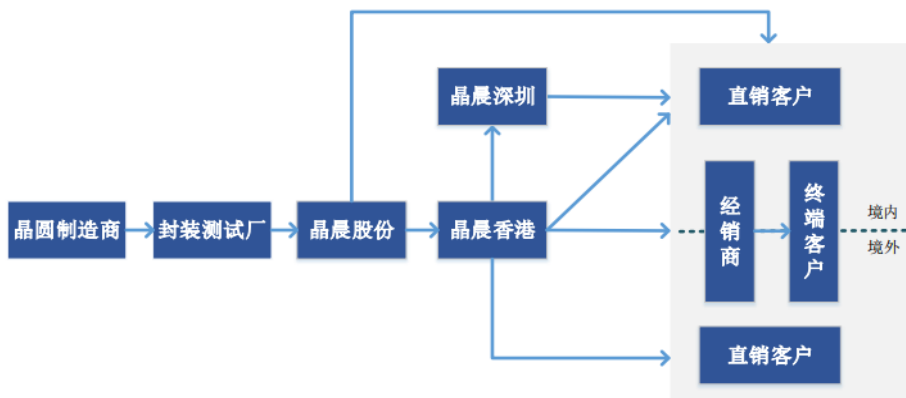 晶晨深圳
直销客户
晶圆制造商
封装测试厂
晶晨股份
晶晨香港
经销商
终端客户
境内
境外
直销客户